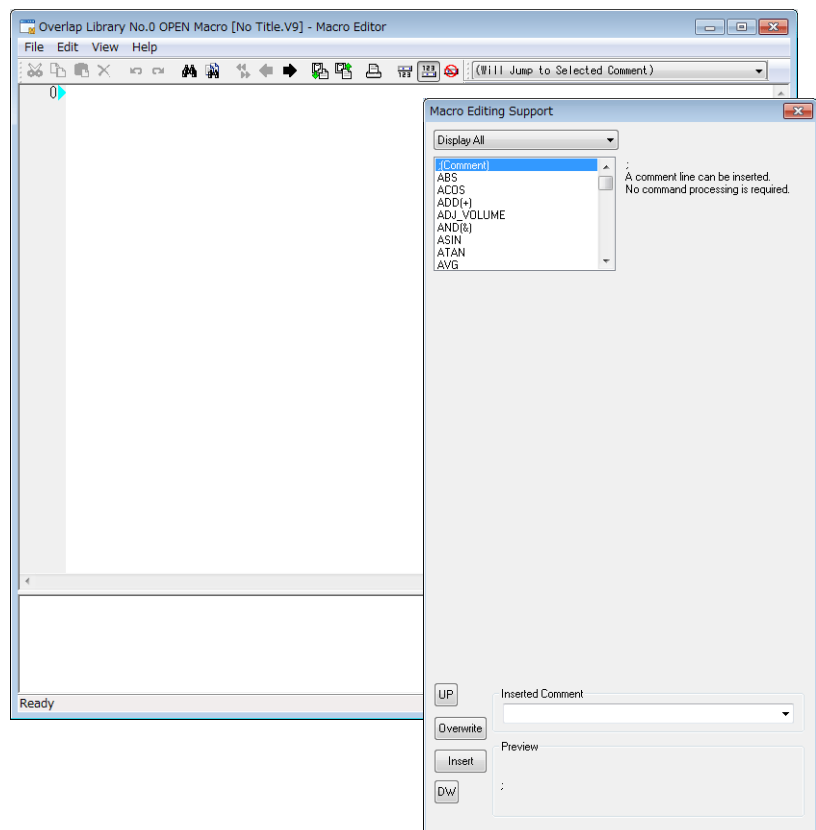 Overlap Library No.0 OPEN Macro [No Title.V9] - Macro Editor
File Edit View Help
(Will Jump to Selected Comment)
0
Macro Editing Support
Display All
;(Comment)
ABS
ACOS
ADD(+)
ADJ_VOLUME
AND(&)
ASIN
ATAN
AVG
;
A comment line can be inserted.
No command processing is required.
UP
Inserted Comment
Overwrite
Preview
Insert
;
DW
Ready